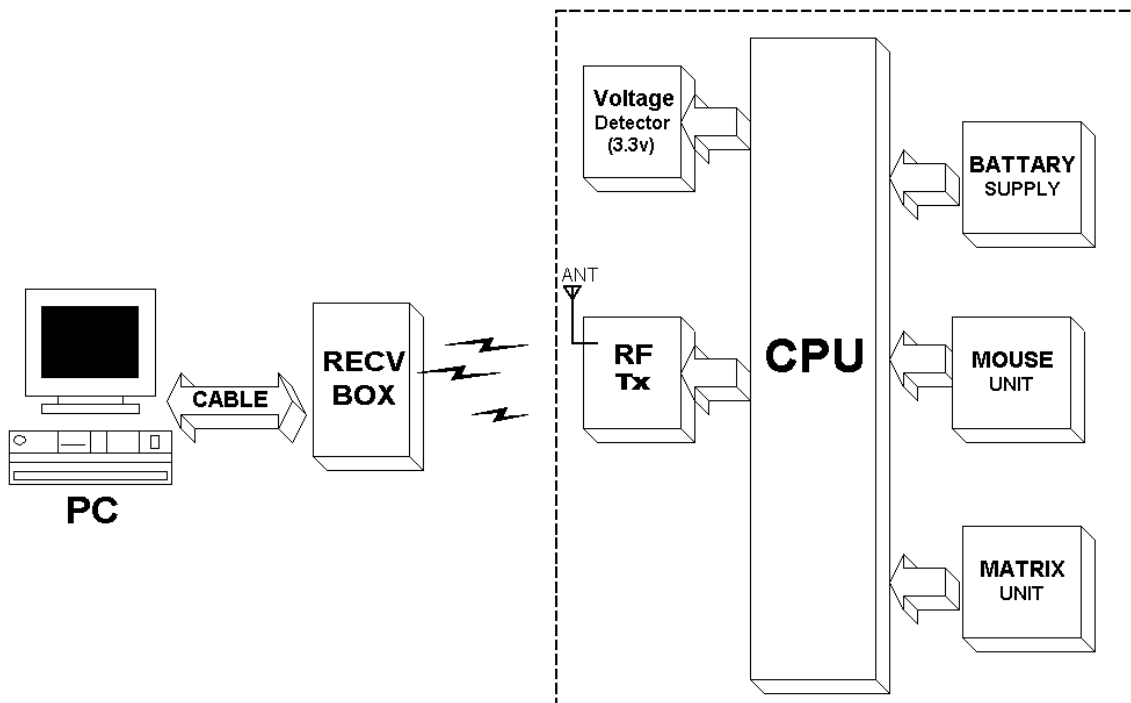 Voltage
Detector
(3.3v)
BATTARY
SUPPLY
ANT
RECV
BOX
CABLE
PC
RF
Tx
CPU
MOUSE
UNIT
MATRIX
UNIT